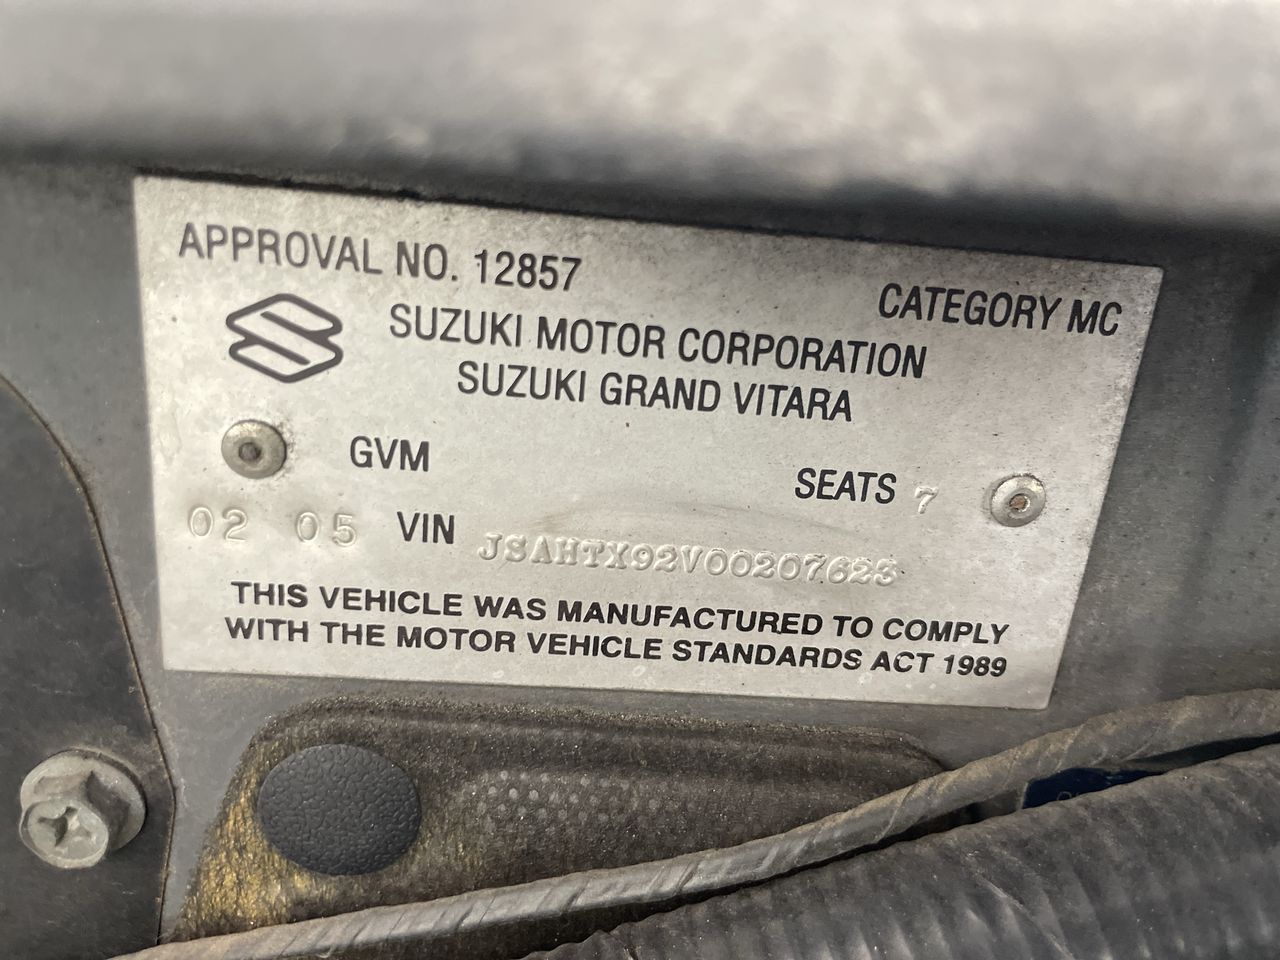 APPROVAL NO. 12857
CATEGORY MC
SUZUKI MOTOR CORPORATION
SUZUKI GRAND VITARA
GVM
SEATS 7
02 05 VIN JSAHTX92V00207623
THIS VEHICLE WAS MANUFACTURED TO COMPLY
WITH THE MOTOR VEHICLE STANDARDS ACT 1989